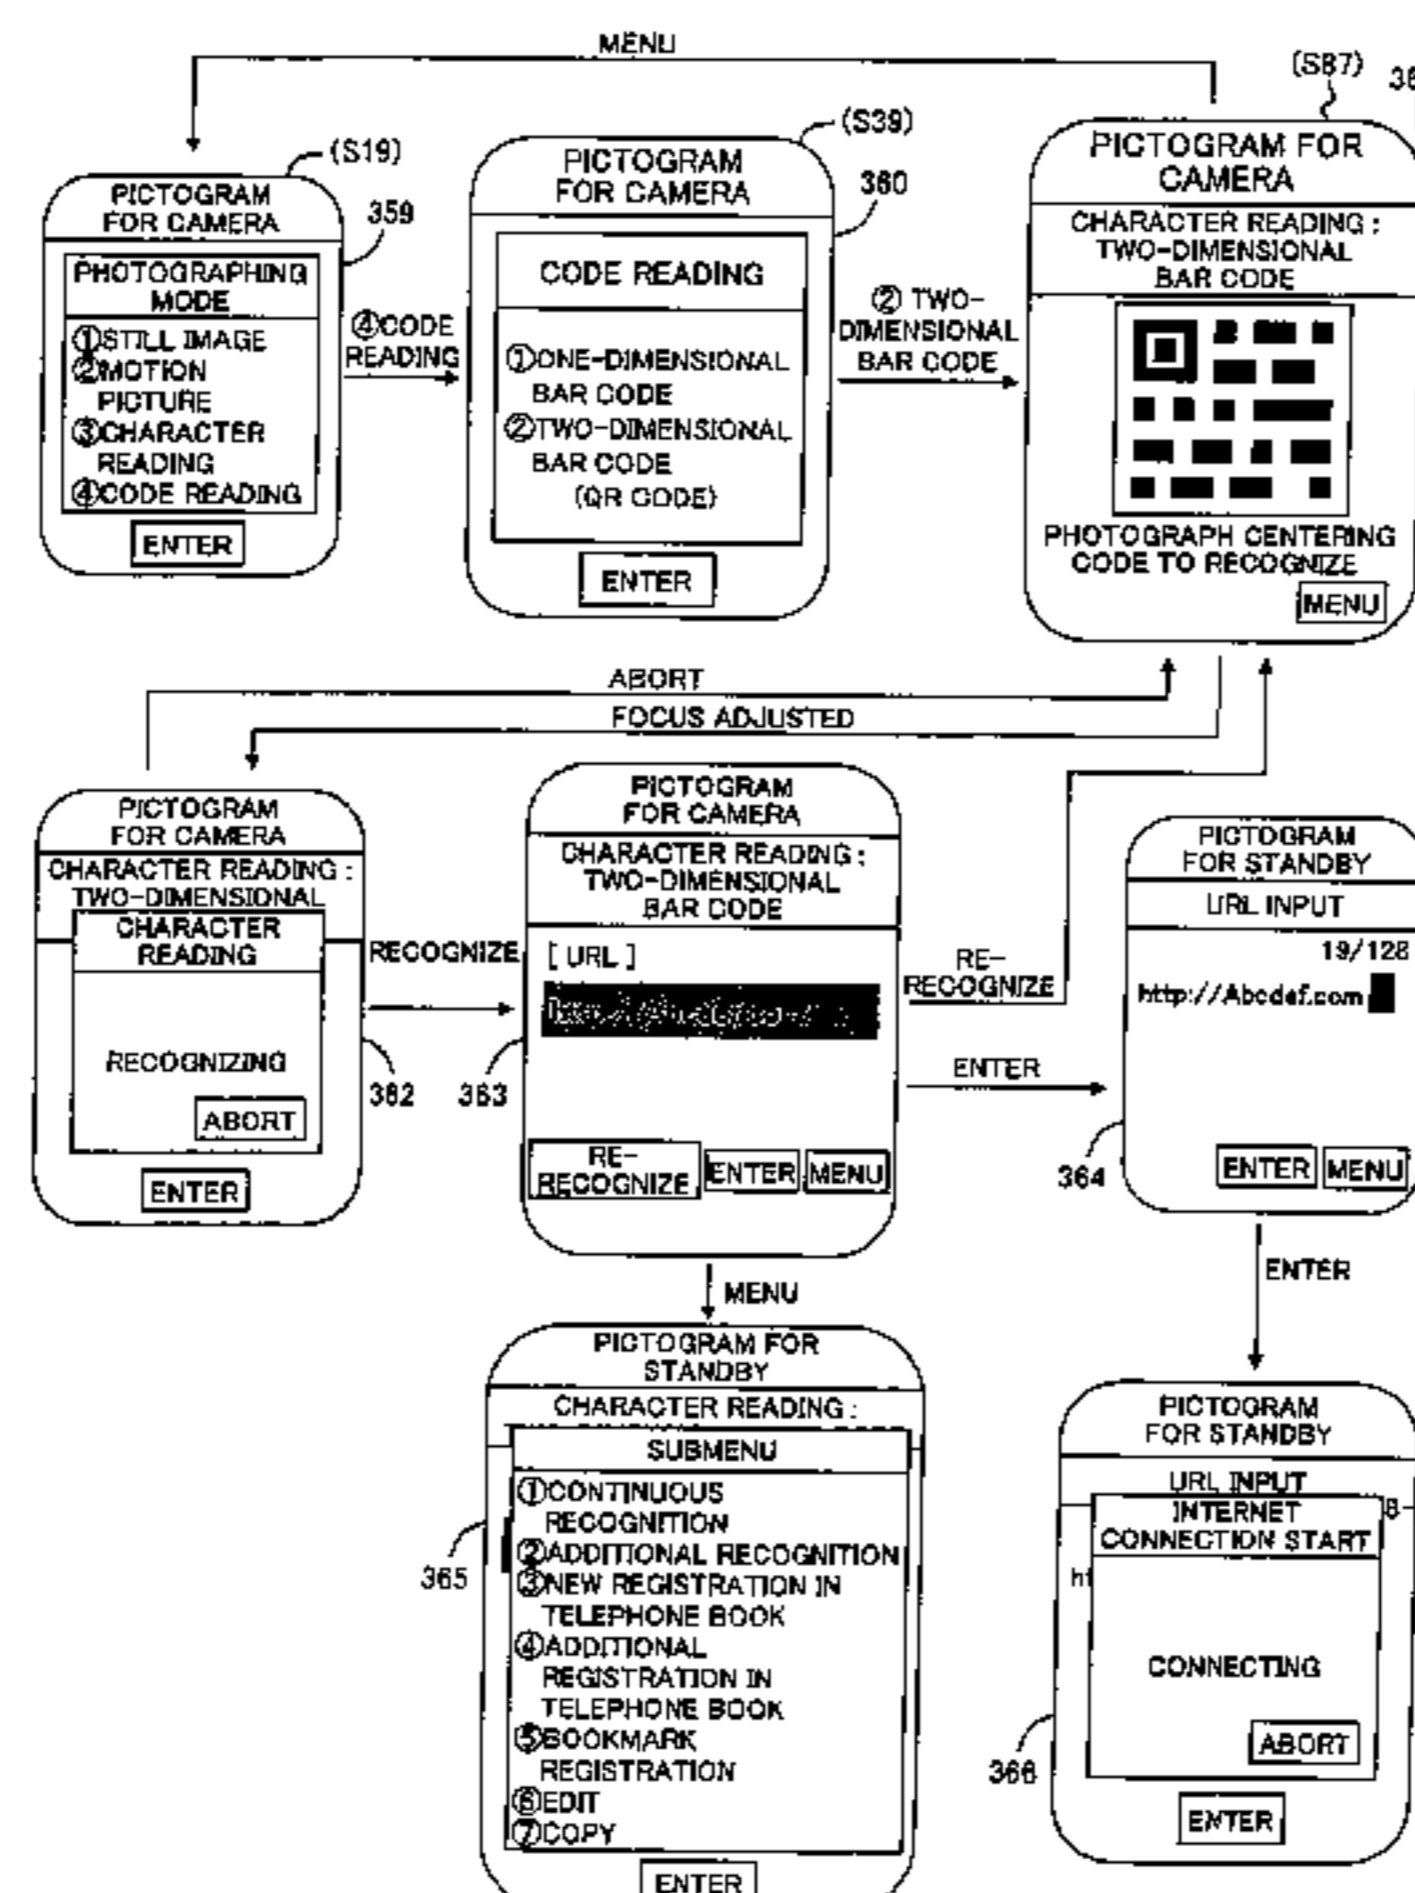 MENU
(S19)
PICTOGRAM
FOR CAMERA
359
PHOTOGRAPHING
MODE
①STILL IMAGE
②MOTION
PICTURE
③CHARACTER
READING
④CODE READING
ENTER
④CODE
READING
(S39)
PICTOGRAM
FOR CAMERA
360
CODE READING
①ONE-DIMENSIONAL
BAR CODE
②TWO-DIMENSIONAL
BAR CODE
(QR CODE)
ENTER
② TWO-
DIMENSIONAL
BAR CODE
(S87)
PICTOGRAM FOR
CAMERA
CHARACTER READING :
TWO-DIMENSIONAL
BAR CODE
PHOTOGRAPH CENTERING
CODE TO RECOGNIZE
MENU
ABORT
FOCUS ADJUSTED
PICTOGRAM
FOR CAMERA
CHARACTER READING :
TWO-DIMENSIONAL
CHARACTER
READING
RECOGNIZING
ABORT
ENTER
362
RECOGNIZE
PICTOGRAM
FOR CAMERA
CHARACTER READING :
TWO-DIMENSIONAL
BAR CODE
[ URL ]
363
RE-
RECOGNIZE
ENTER
MENU
RE-
RECOGNIZE
ENTER
PICTOGRAM
FOR STANDBY
URL INPUT
19/128
http://Abcdef.com
364
ENTER
MENU
ENTER
MENU
PICTOGRAM FOR
STANDBY
CHARACTER READING :
SUBMENU
①CONTINUOUS
RECOGNITION
②ADDITIONAL RECOGNITION
③NEW REGISTRATION IN
TELEPHONE BOOK
④ADDITIONAL
REGISTRATION IN
TELEPHONE BOOK
⑤BOOKMARK
REGISTRATION
⑥EDIT
⑦COPY
ENTER
365
PICTOGRAM
FOR STANDBY
URL INPUT
8
INTERNET
CONNECTION START
ht
CONNECTING
ABORT
366
ENTER